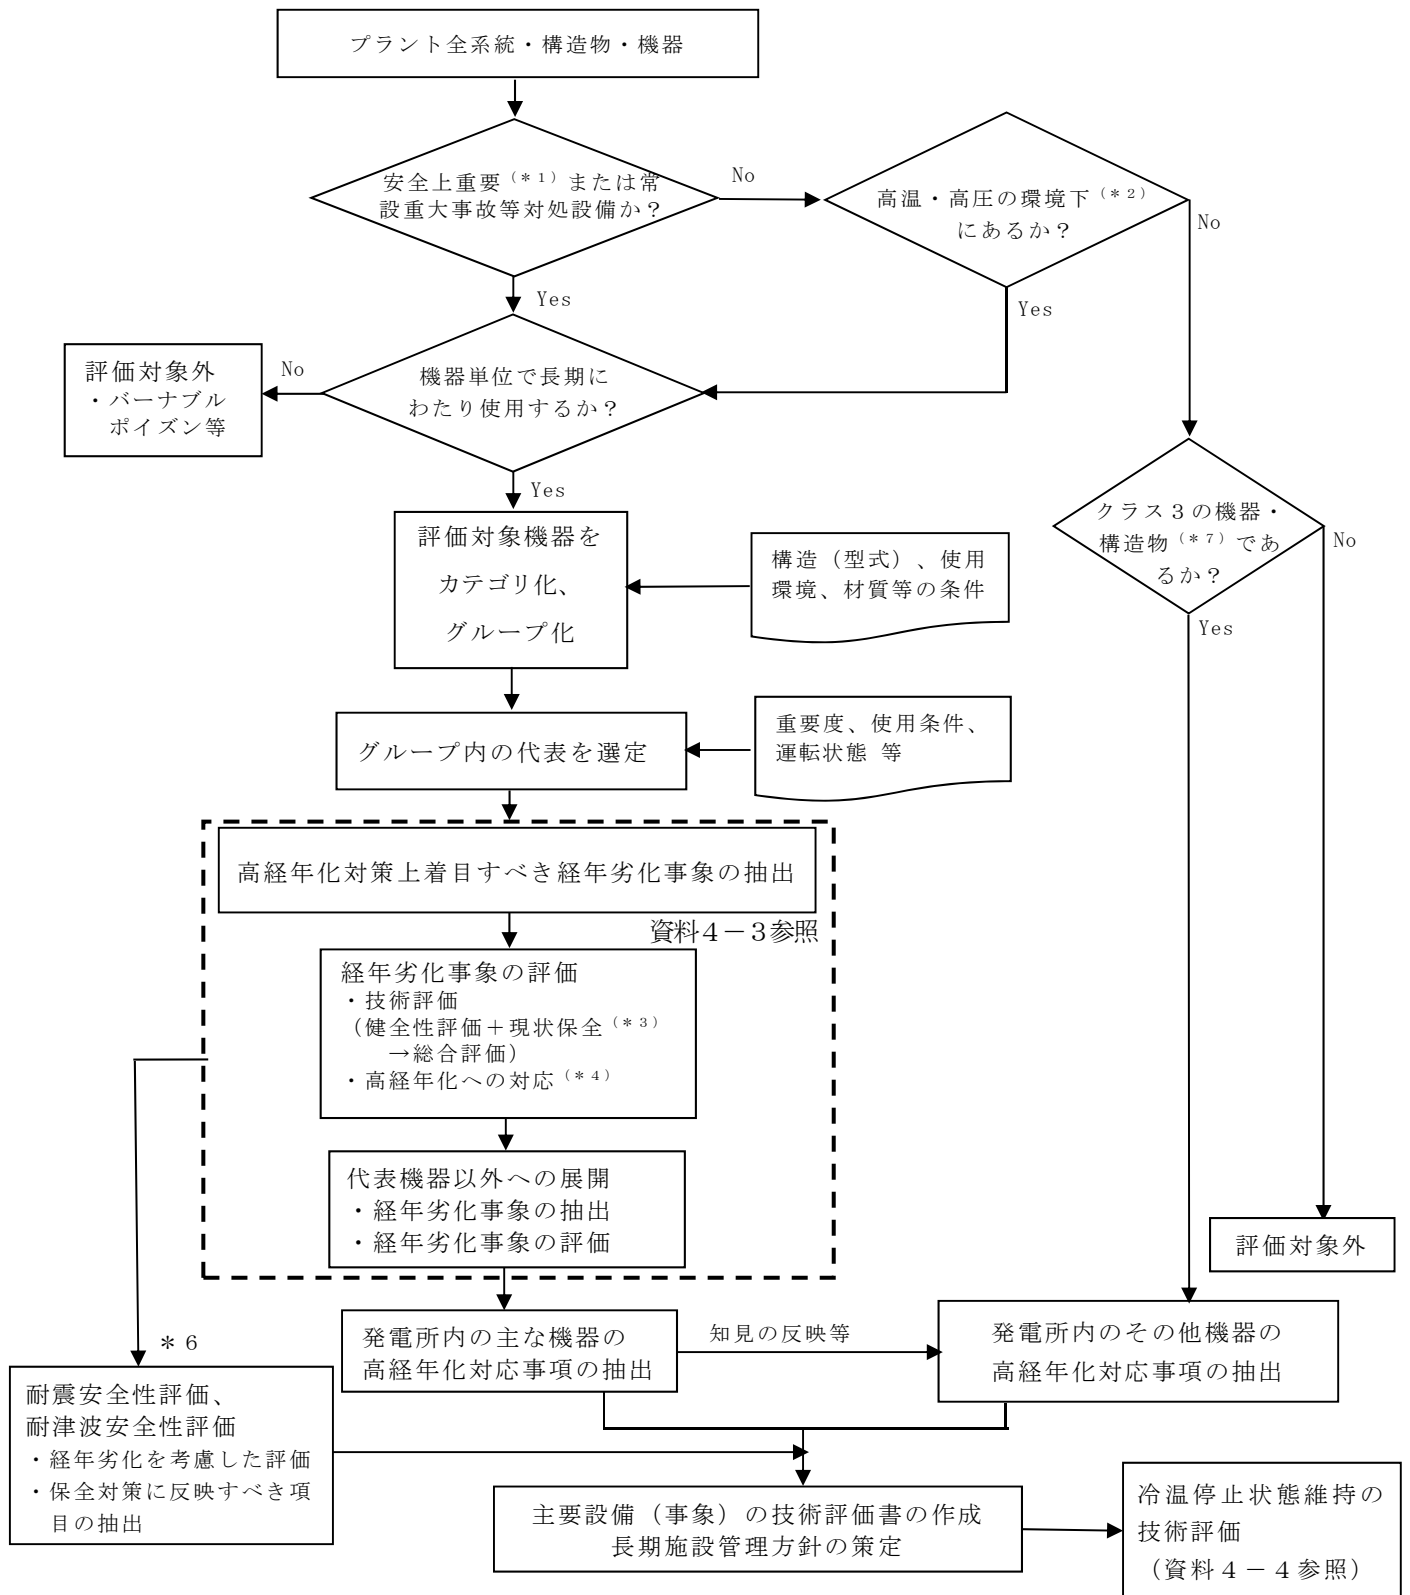 プラント全系統・構造物・機器
安全上重要(*1)または常
設重大事故等対処設備か？
No
高温・高圧の環境下(*2)
にあるか？
No
Yes
Yes
評価対象外
・バーナブル
ポイズン等
No
機器単位で長期に
わたり使用するか？
Yes
評価対象機器を
カテゴリ化、
グループ化
構造（型式）、使用
環境、材質等の条件
クラス３の機器・
構造物(*7)であ
るか？
No
Yes
グループ内の代表を選定
重要度、使用条件、
運転状態 等
高経年化対策上着目すべき経年劣化事象の抽出
資料４－３参照
経年劣化事象の評価
・技術評価
（健全性評価＋現状保全(*3)
→総合評価）
・高経年化への対応(*4)
代表機器以外への展開
・経年劣化事象の抽出
・経年劣化事象の評価
評価対象外
発電所内の主な機器の
高経年化対応事項の抽出
知見の反映等
発電所内のその他機器の
高経年化対応事項の抽出
＊６
耐震安全性評価、
耐津波安全性評価
・経年劣化を考慮した評価
・保全対策に反映すべき項
目の抽出
主要設備（事象）の技術評価書の作成
長期施設管理方針の策定
冷温停止状態維持の
技術評価
（資料４－４参照）